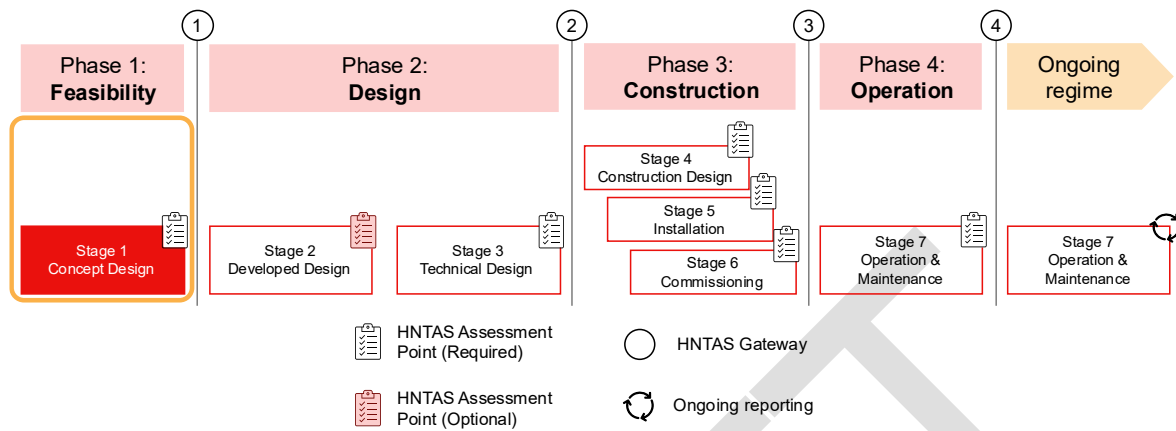 1
2
3
4
Phase 1:
Feasibility
Phase 2:
Design
Phase 3:
Construction
Phase 4:
Operation
Ongoing
regime
Stage 1
Concept Design
Stage 2
Developed Design
Stage 3
Technical Design
Stage 4
Construction Design
Stage 5
Installation
Stage 6
Commissioning
Stage 7
Operation &
Maintenance
Stage 7
Operation &
Maintenance
HNTAS Assessment
Point (Required)
HNTAS Gateway
HNTAS Assessment
Point (Optional)
Ongoing reporting